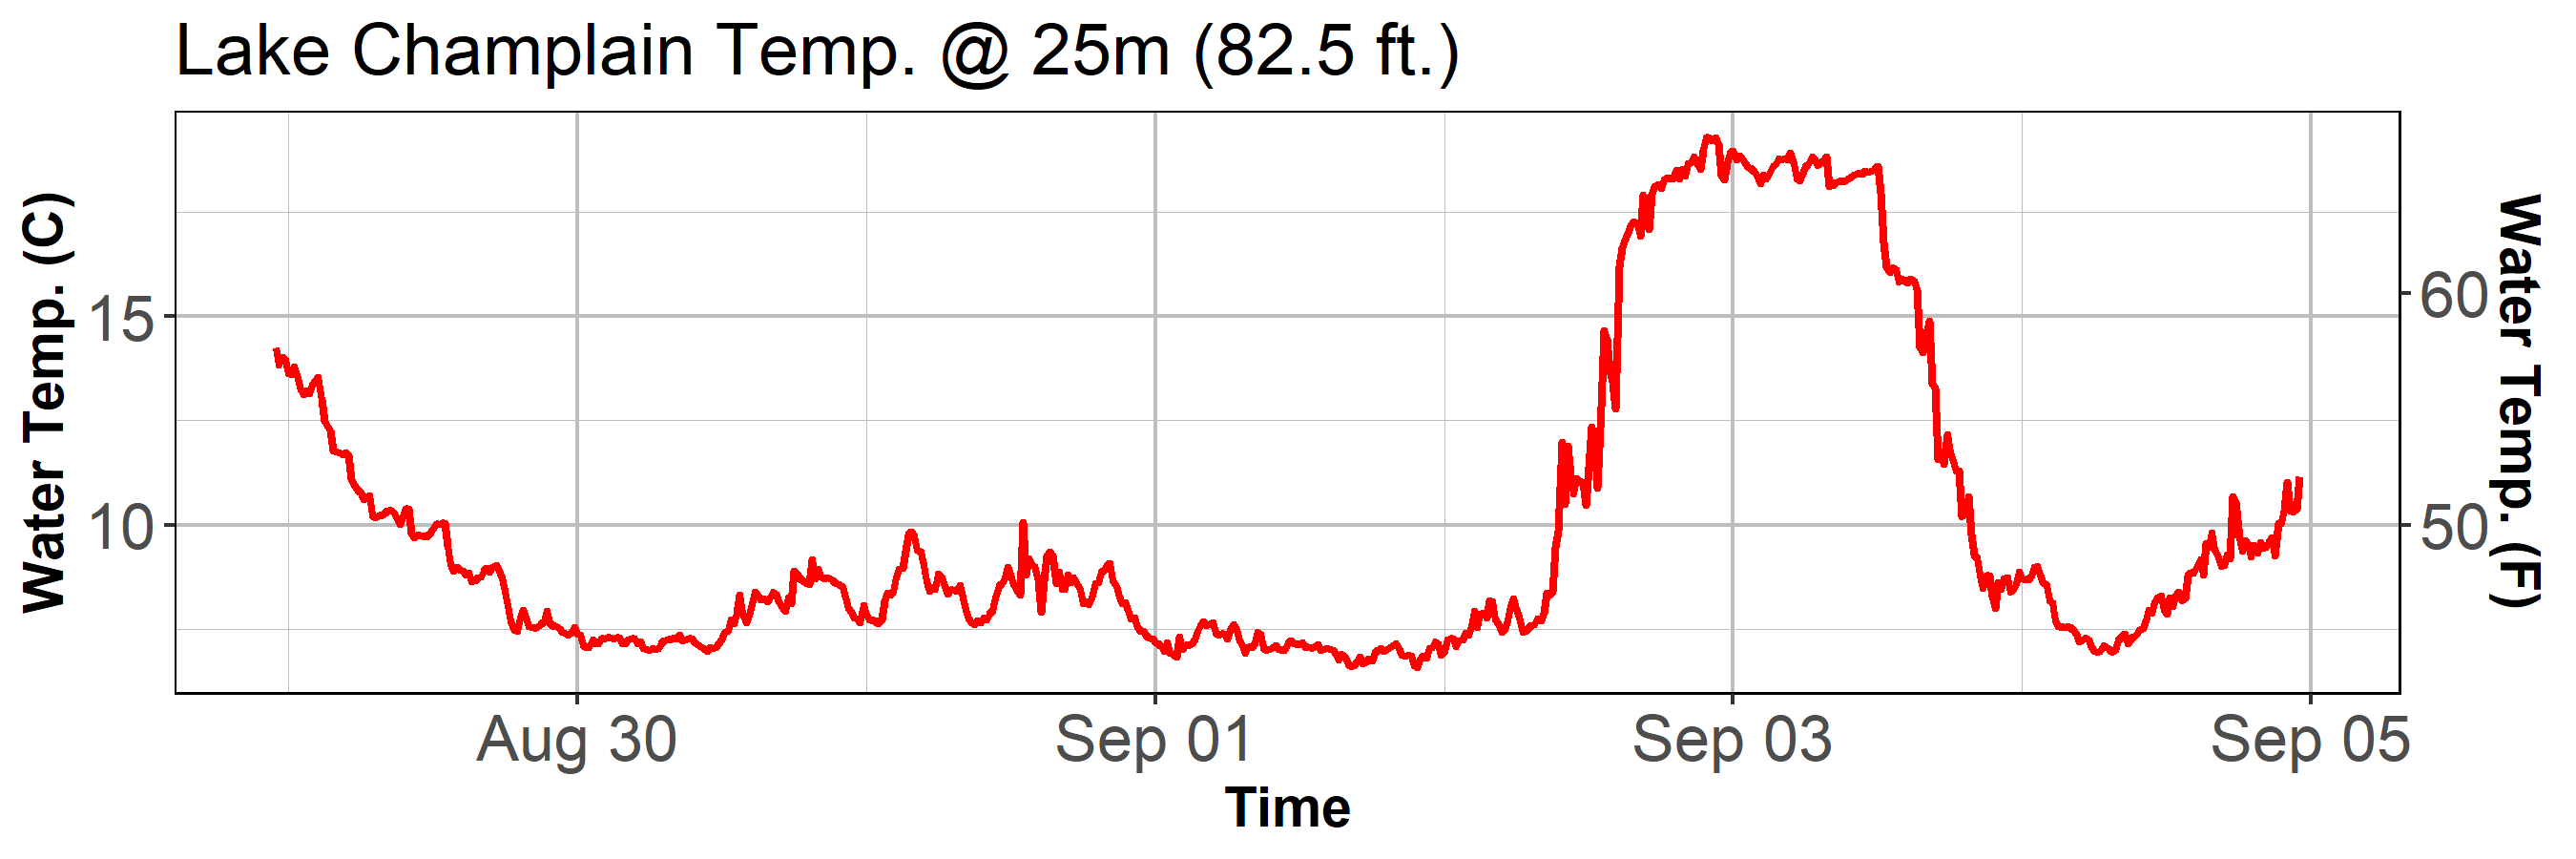 Lake Champlain Temp. @ 25m (82.5 ft.)
Water Temp. (C)
15
10
60
50
Water Temp. (F)
Aug 30
Sep 01
Sep 03
Sep 05
Time